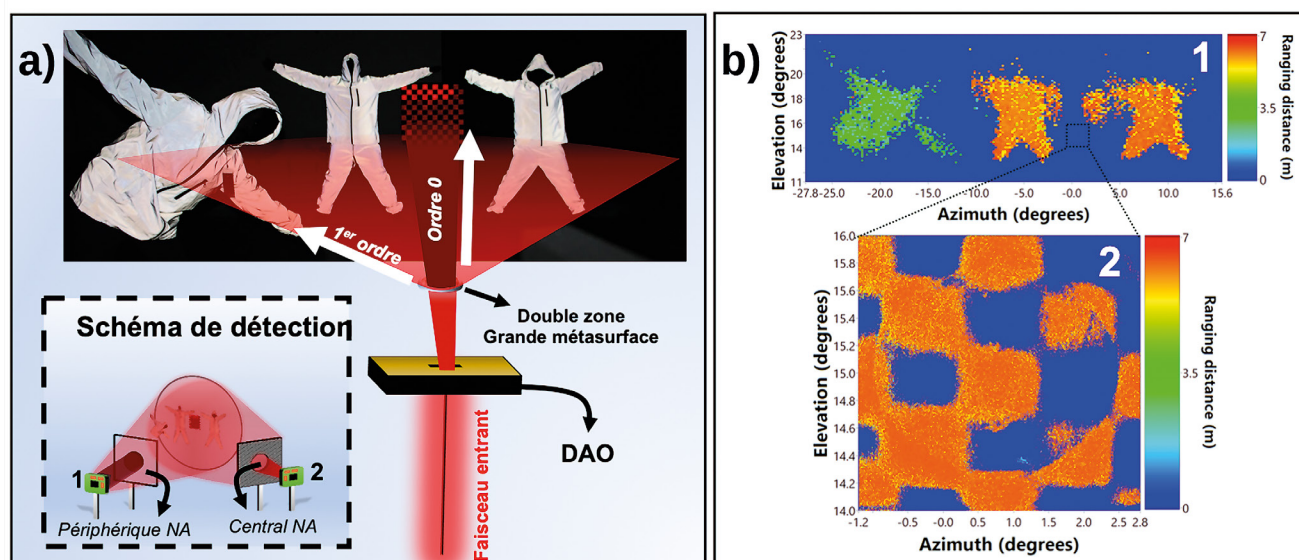 a)
Ordre 0
1er ordre
Double zone
Grande métasurface
DAO
Faisceau entrant
Schéma de détection
1
2
Périphérique NA
Central NA
b)
1
Elevation (degrees)
23
20
18
16
14
11
-27.8 -25.0 -20.0 -15.0 -10.0 -5.0 -0.0 5.0 10.0 15.6
Azimuth (degrees)
7
3.5
0
Ranging distance (m)
2
Elevation (degrees)
16.0
15.8
15.6
15.4
15.2
15.0
14.8
14.6
14.4
14.2
14.0
-1.2 -0.5 -0.0 0.5 1.0 1.5 2.0 2.5 2.8
Azimuth (degrees)
7
3.5
0
Ranging distance (m)